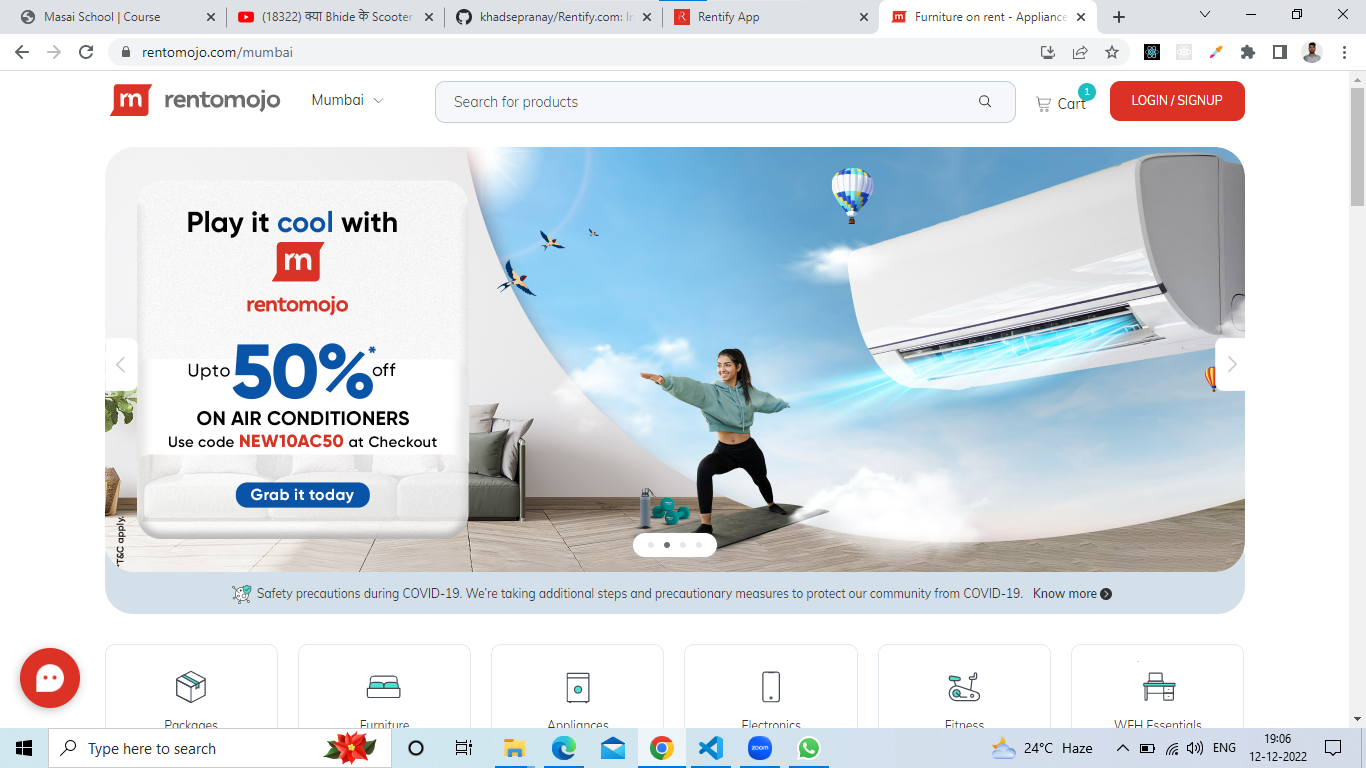 Masai School | Course
(18322) क्या Bhide के Scooter
khadsepranay/Rentify.com: In
Rentify App
Furniture on rent - Appliance
rentomojo.com/mumbai
rentomojo
Mumbai
Search for products
Cart
1
LOGIN / SIGNUP
Play it cool with
rentomojo
Upto 50%* off
ON AIR CONDITIONERS
Use code NEW10AC50 at Checkout
Grab it today
*T&C apply.
Safety precautions during COVID-19. We're taking additional steps and precautionary measures to protect our community from COVID-19. Know more
Packages
Furniture
Appliances
Electronics
Fitness
WFH Essentials
Type here to search
zoom
24°C Haze
ENG
19:06
12-12-2022